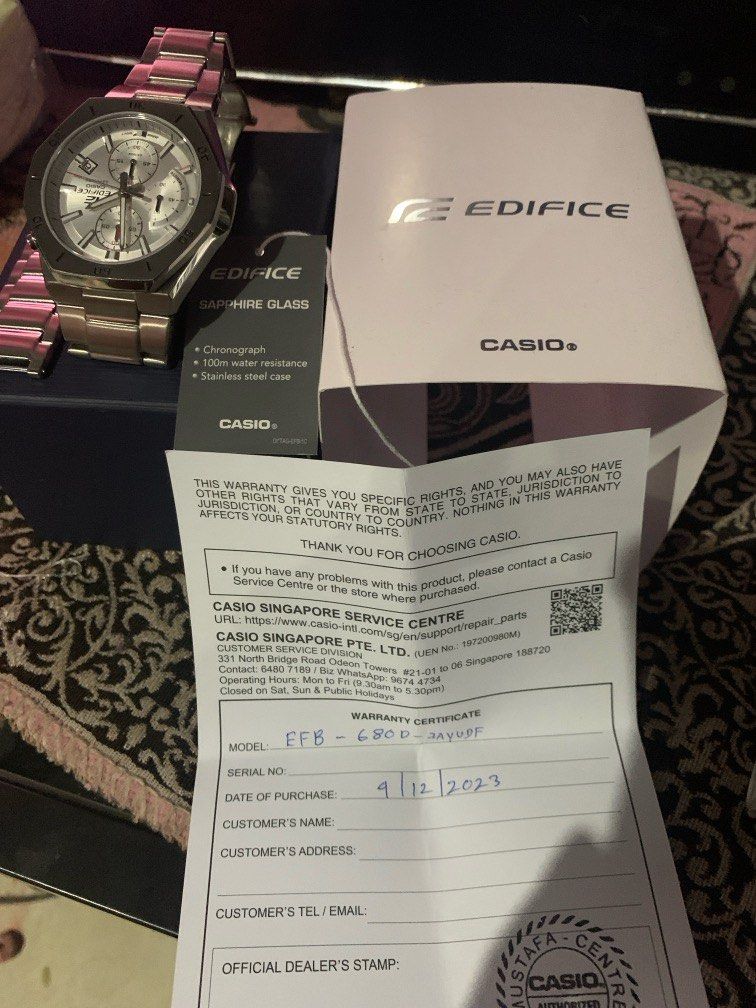 EDIFICE
CASIO
EDIFICE
SAPPHIRE GLASS
• Chronograph
• 100m water resistance
• Stainless steel case
CASIO®
EDIFICE
CASIO®
THIS WARRANTY GIVES YOU SPECIFIC RIGHTS, AND YOU MAY ALSO HAVE
OTHER RIGHTS THAT VARY FROM STATE TO STATE, JURISDICTION TO
JURISDICTION, OR COUNTRY TO COUNTRY. NOTHING IN THIS WARRANTY
AFFECTS YOUR STATUTORY RIGHTS.
THANK YOU FOR CHOOSING CASIO.
• If you have any problems with this product, please contact a Casio
Service Centre or the store where purchased.
CASIO SINGAPORE SERVICE CENTRE
URL: https://www.casio-intl.com/sg/en/support/repair_parts
CASIO SINGAPORE PTE. LTD. (UEN No.: 197200980M)
CUSTOMER SERVICE DIVISION
331 North Bridge Road Odeon Towers #21-01 to 06 Singapore 188720
Contact: 6480 7189 / Biz WhatsApp: 9674 4734
Operating Hours: Mon to Fri (9.30am to 5.30pm)
Closed on Sat, Sun & Public Holidays
WARRANTY CERTIFICATE
MODEL: EFB - 680D -
SERIAL NO:
DATE OF PURCHASE: 9/12/2023
CUSTOMER'S NAME:
CUSTOMER'S ADDRESS:
CUSTOMER'S TEL / EMAIL:
OFFICIAL DEALER'S STAMP:
MUSTAFA - CENTRE
CASIO
AUTHORIZED